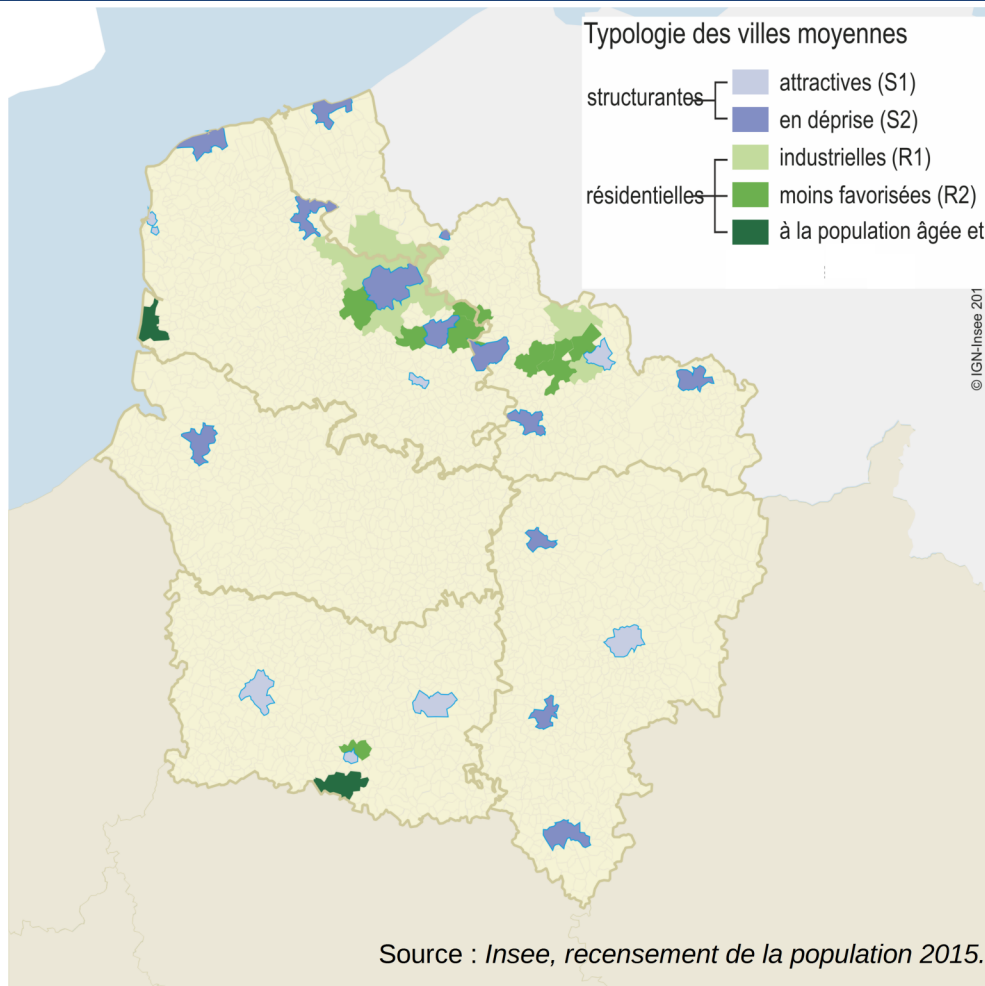 Typologie des villes moyennes
structurantes
attractives (S1)
en déprise (S2)
résidentielles
industrielles (R1)
moins favorisées (R2)
à la population âgée et
© IGN-Insee 201
Source : Insee, recensement de la population 2015.